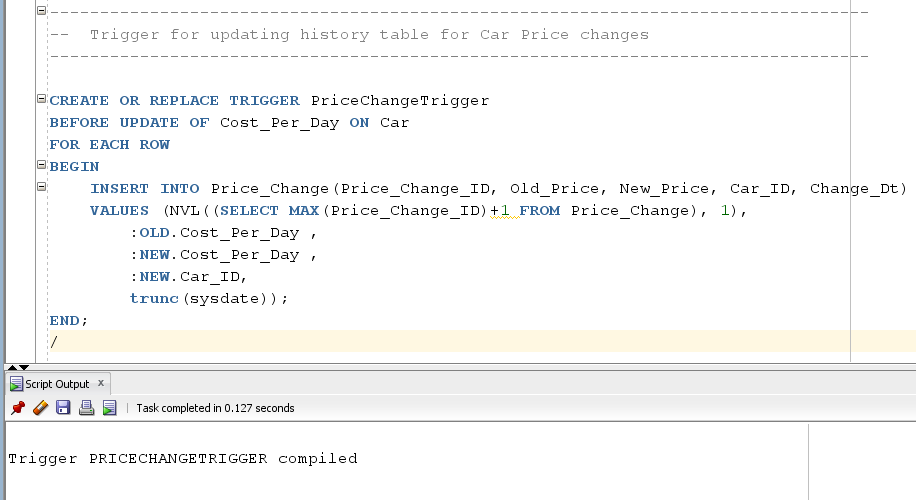 --------------------------------------------------------------------------------
--  Trigger for updating history table for Car Price changes
--------------------------------------------------------------------------------
CREATE OR REPLACE TRIGGER PriceChangeTrigger
BEFORE UPDATE OF Cost_Per_Day ON Car
FOR EACH ROW
BEGIN
    INSERT INTO Price_Change(Price_Change_ID, Old_Price, New_Price, Car_ID, Change_Dt)
    VALUES (NVL((SELECT MAX(Price_Change_ID)+1 FROM Price_Change), 1),
        :OLD.Cost_Per_Day ,
        :NEW.Cost_Per_Day ,
        :NEW.Car_ID,
        trunc(sysdate));
END;
/
Script Output x
Task completed in 0.127 seconds
Trigger PRICECHANGETRIGGER compiled